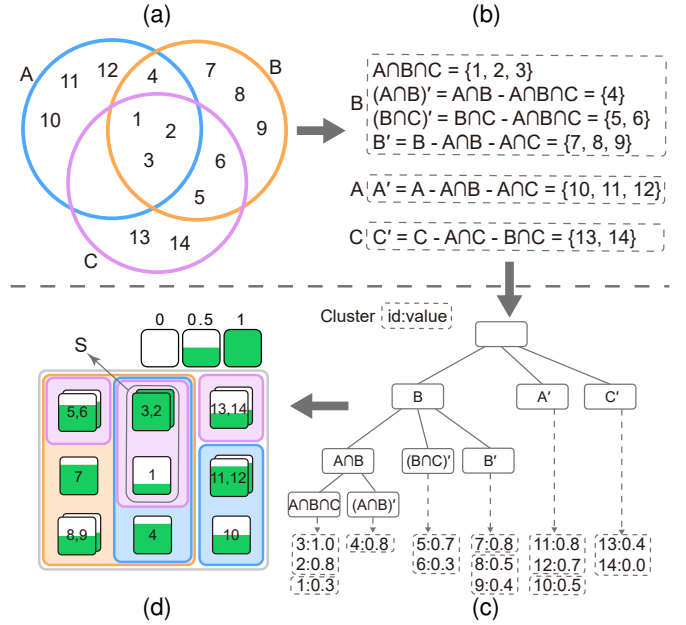 (a)
(b)
A
11
12
4
7
B
8
10
1
2
9
3
6
5
13
14
C
B
A∩B∩C = {1, 2, 3}
(A∩B)′ = A∩B - A∩B∩C = {4}
(B∩C)′ = B∩C - A∩B∩C = {5, 6}
B′ = B - A∩B - A∩C = {7, 8, 9}
A A′ = A - A∩B - A∩C = {10, 11, 12}
C C′ = C - A∩C - B∩C = {13, 14}
0 0.5 1
S
5,6
3,2
13,14
7
1
11,12
8,9
4
10
(d)
Cluster id:value
B A′ C′
A∩B (B∩C)′ B′
A∩B∩C (A∩B)′
3:1.0 4:0.8 5:0.7 7:0.8 11:0.8 13:0.4
2:0.8 6:0.3 8:0.5 12:0.7 14:0.0
1:0.3 9:0.4 10:0.5
(c)